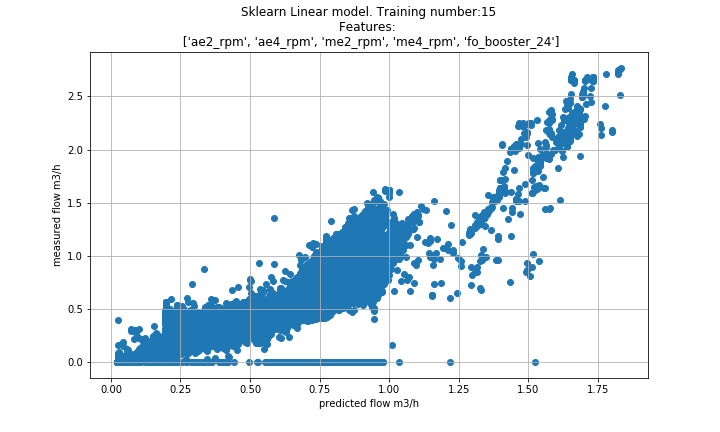 Sklearn Linear model. Training number:15
Features:
['ae2_rpm', 'ae4_rpm', 'me2_rpm', 'me4_rpm', 'fo_booster_24']
2.5
2.0
1.5
1.0
0.5
0.0
measured flow m3/h
0.00 0.25 0.50 0.75 1.00 1.25 1.50 1.75
predicted flow m3/h